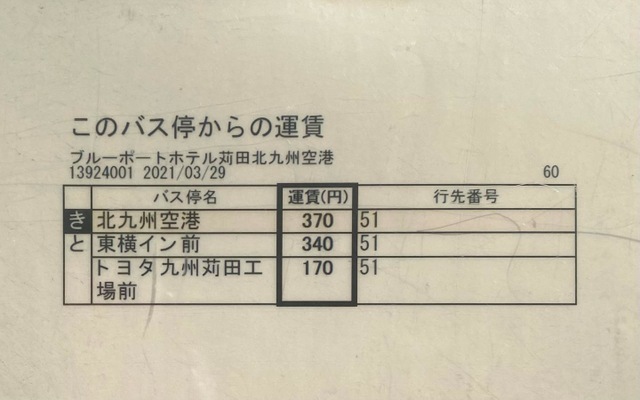 このバス停からの運賃
ブルーポートホテル苅田北九州空港
13924001 2021/03/29 60
バス停名 運賃(円) 行先番号
き 北九州空港 370 51
と 東横イン前 340 51
トヨタ九州苅田工 170 51
場前